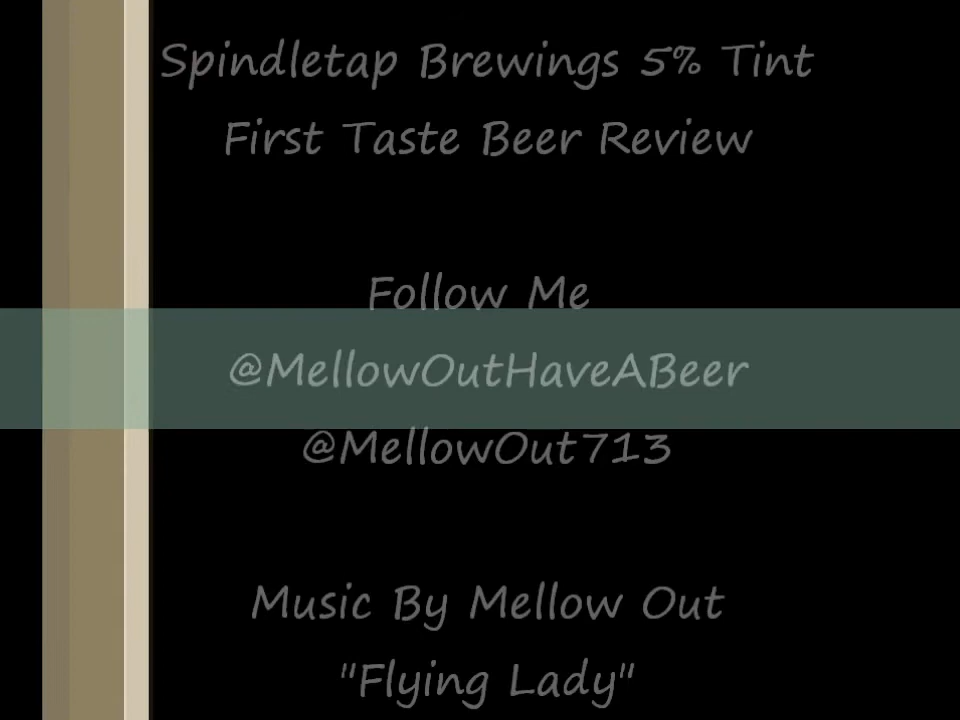 Spindletap Brewings 5% Tint
First Taste Beer Review
Follow Me
@MellowOutHaveABeer
@MellowOut713
Music By Mellow Out
"Flying Lady"